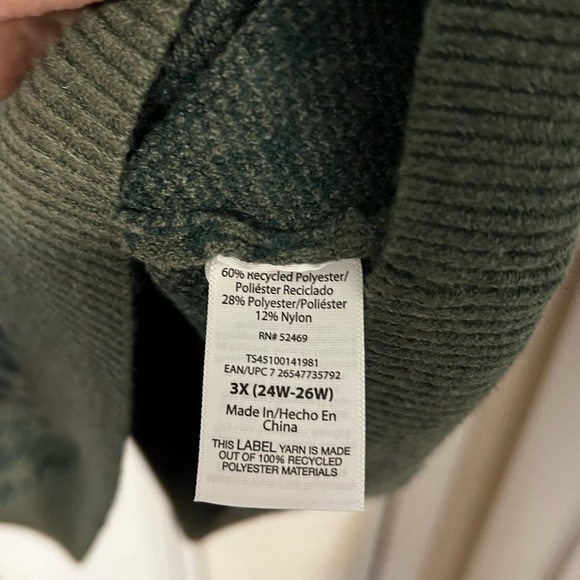 60% Recycled Polyester/
Poliéster Reciclado
28% Polyester/Poliéster
12% Nylon
RN# 52469
TS45100141981
EAN/UPC 7 26547735792
3X (24W-26W)
Made In/Hecho En
China
THIS LABEL YARN IS MADE
OUT OF 100% RECYCLED
POLYESTER MATERIALS